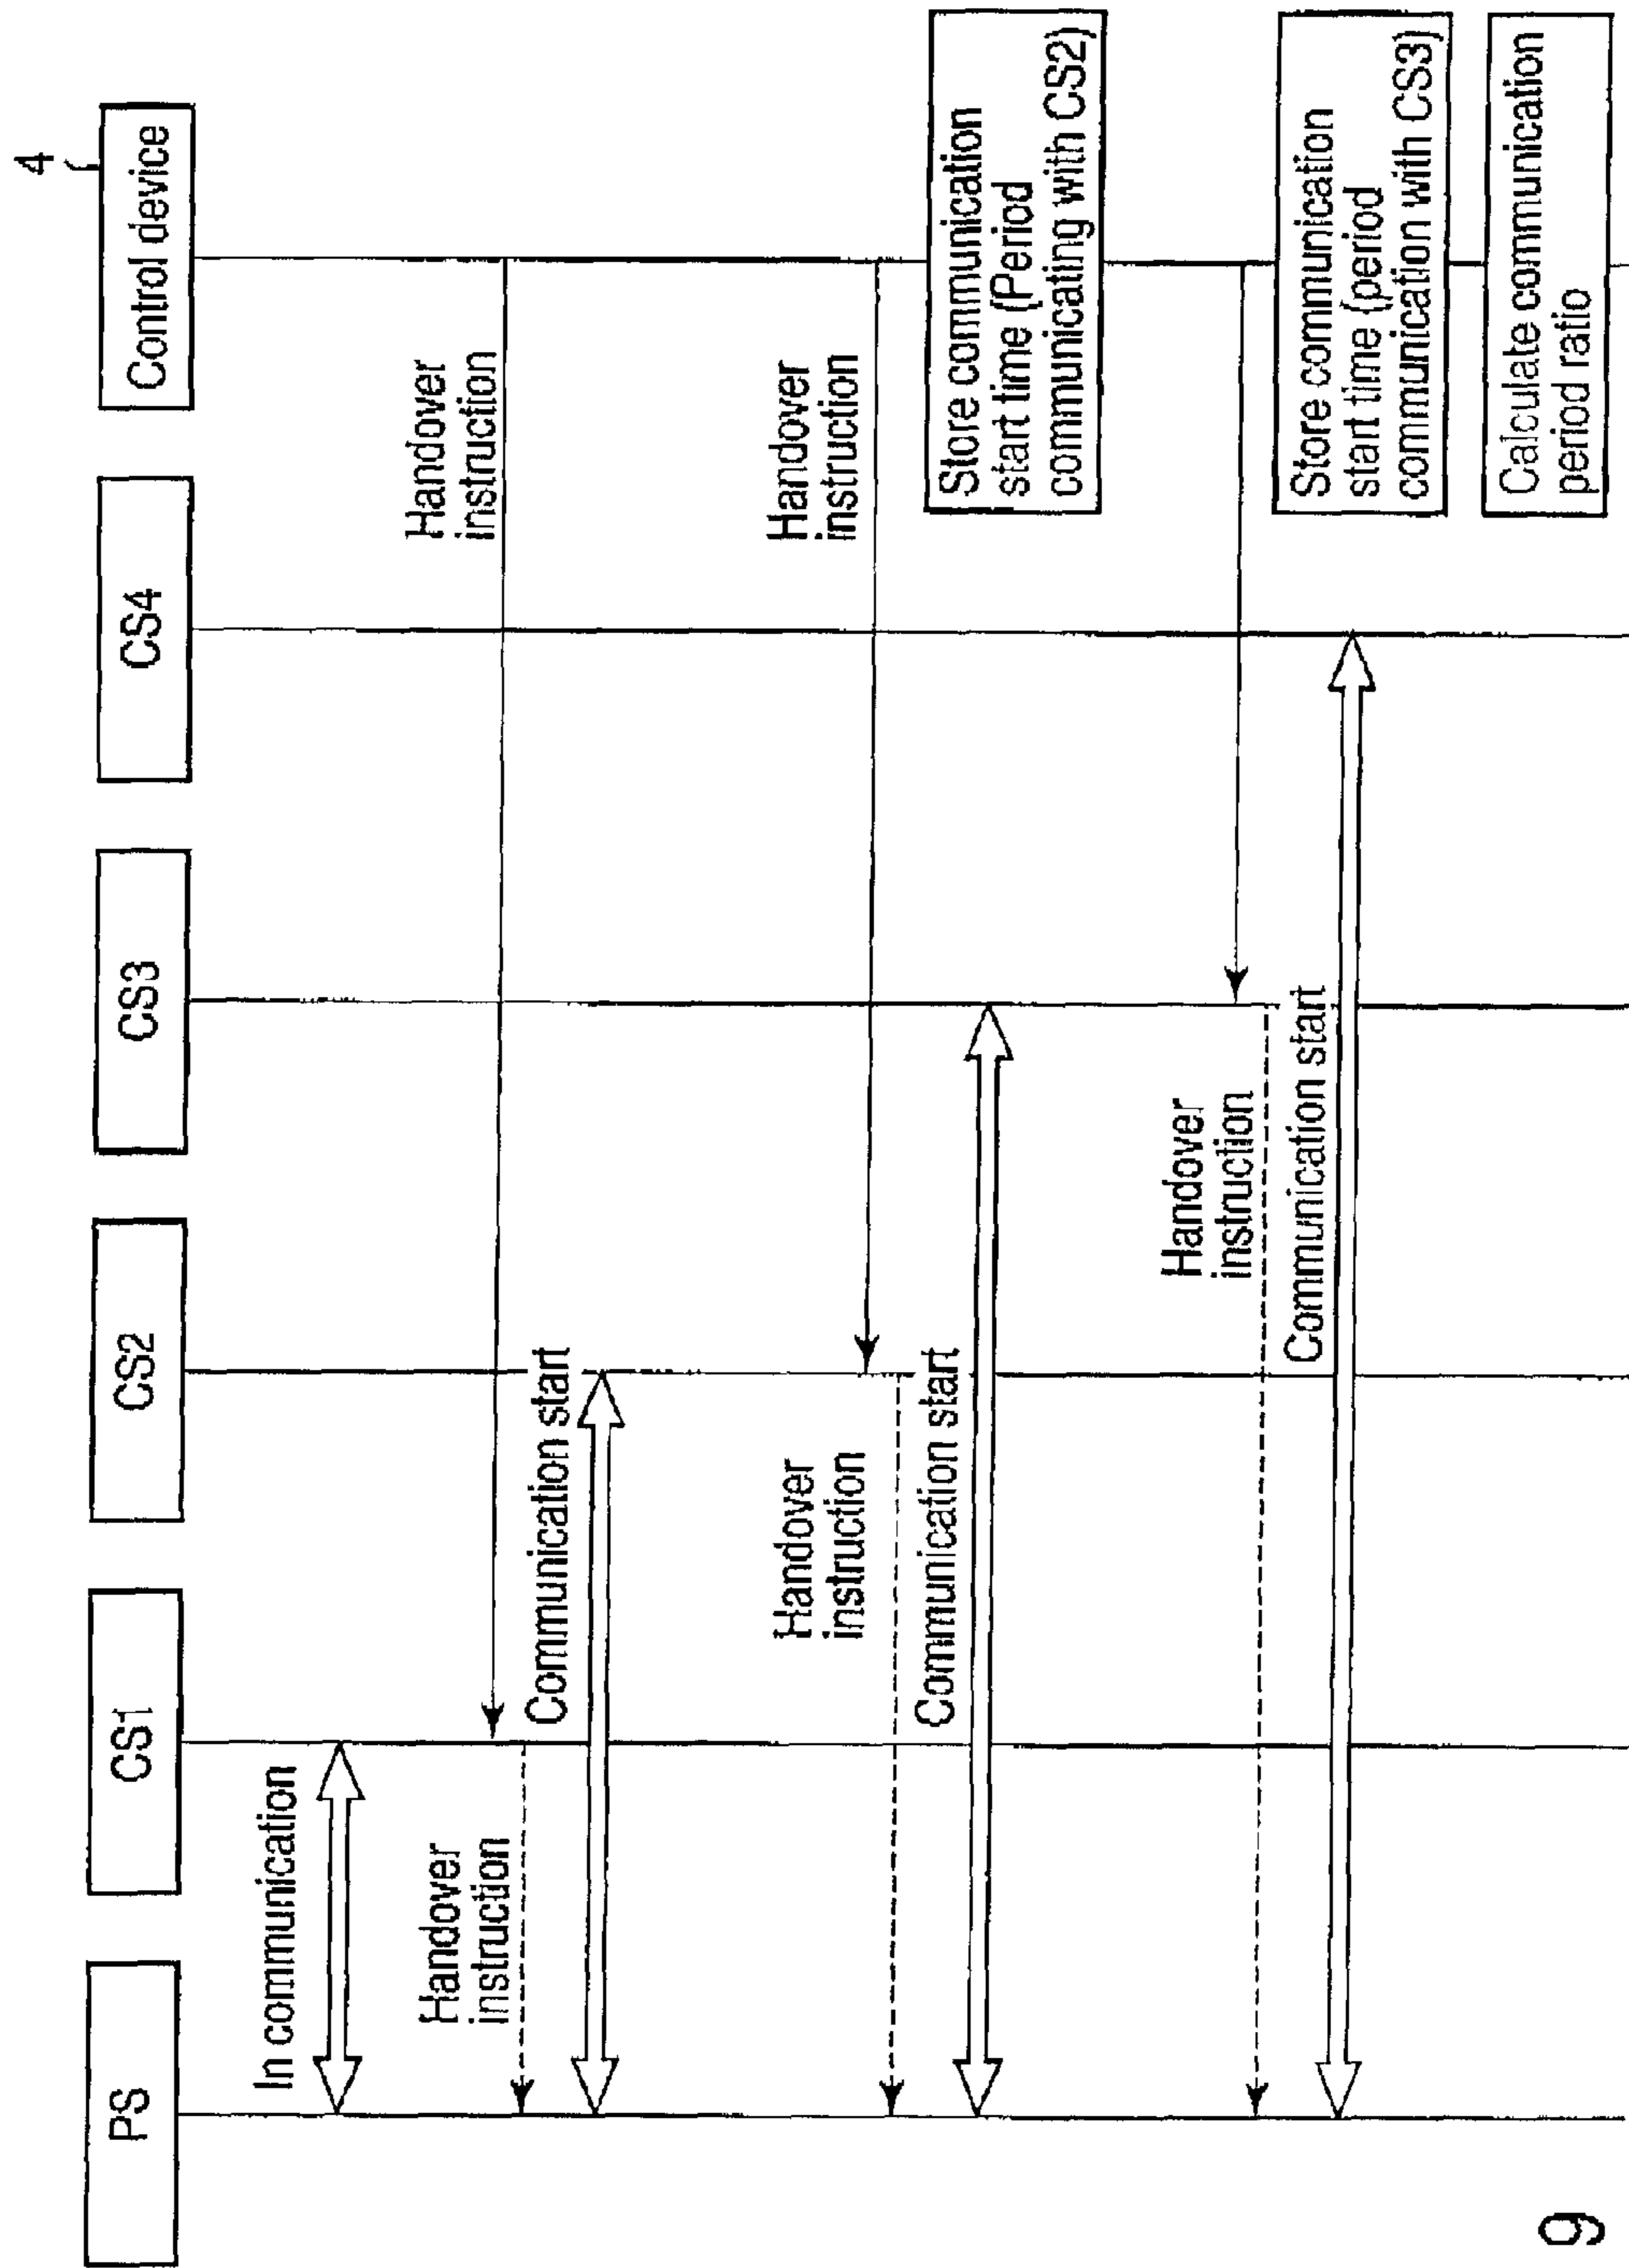 4
PS
CS1
CS2
CS3
CS4
Control device
In communication
Handover
instruction
Handover
instruction
Communication start
Handover
instruction
Handover
instruction
Communication start
Store communication
start time (Period
communicating with CS2)
Handover
instruction
Communication start
Store communication
start time (period
communication with CS3)
Calculate communication
period ratio
9